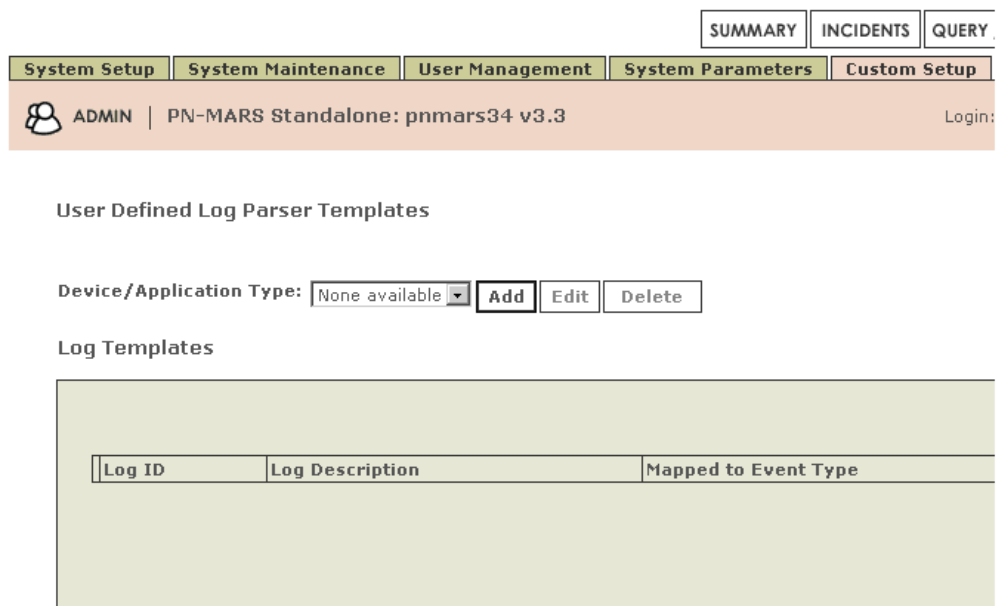 SUMMARY INCIDENTS QUERY
System Setup System Maintenance User Management System Parameters Custom Setup
ADMIN | PN-MARS Standalone: pnmars34 v3.3 Login:
User Defined Log Parser Templates
Device/Application Type: None available Add Edit Delete
Log Templates
Log ID Log Description Mapped to Event Type